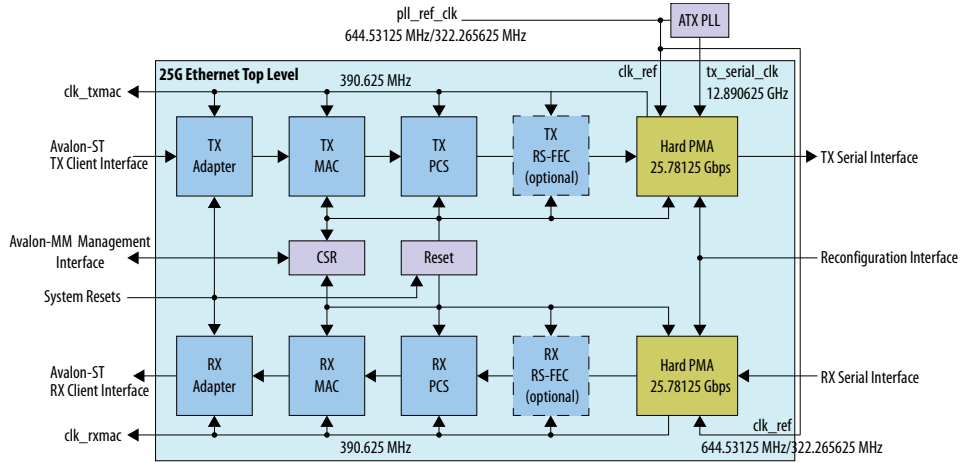 pll_ref_clk
644.53125 MHz/322.265625 MHz
ATX PLL
25G Ethernet Top Level
390.625 MHz
clk_ref
tx_serial_clk
12.890625 GHz
clk_txmac
Avalon-ST
TX Client Interface
TX
Adapter
TX
MAC
TX
PCS
TX
RS-FEC
(optional)
Hard PMA
25.78125 Gbps
TX Serial Interface
Avalon-MM Management
Interface
CSR
Reset
Reconfiguration Interface
System Resets
Avalon-ST
RX Client Interface
RX
Adapter
RX
MAC
RX
PCS
RX
RS-FEC
(optional)
Hard PMA
25.78125 Gbps
RX Serial Interface
clk_rxmac
390.625 MHz
clk_ref
644.53125 MHz/322.265625 MHz